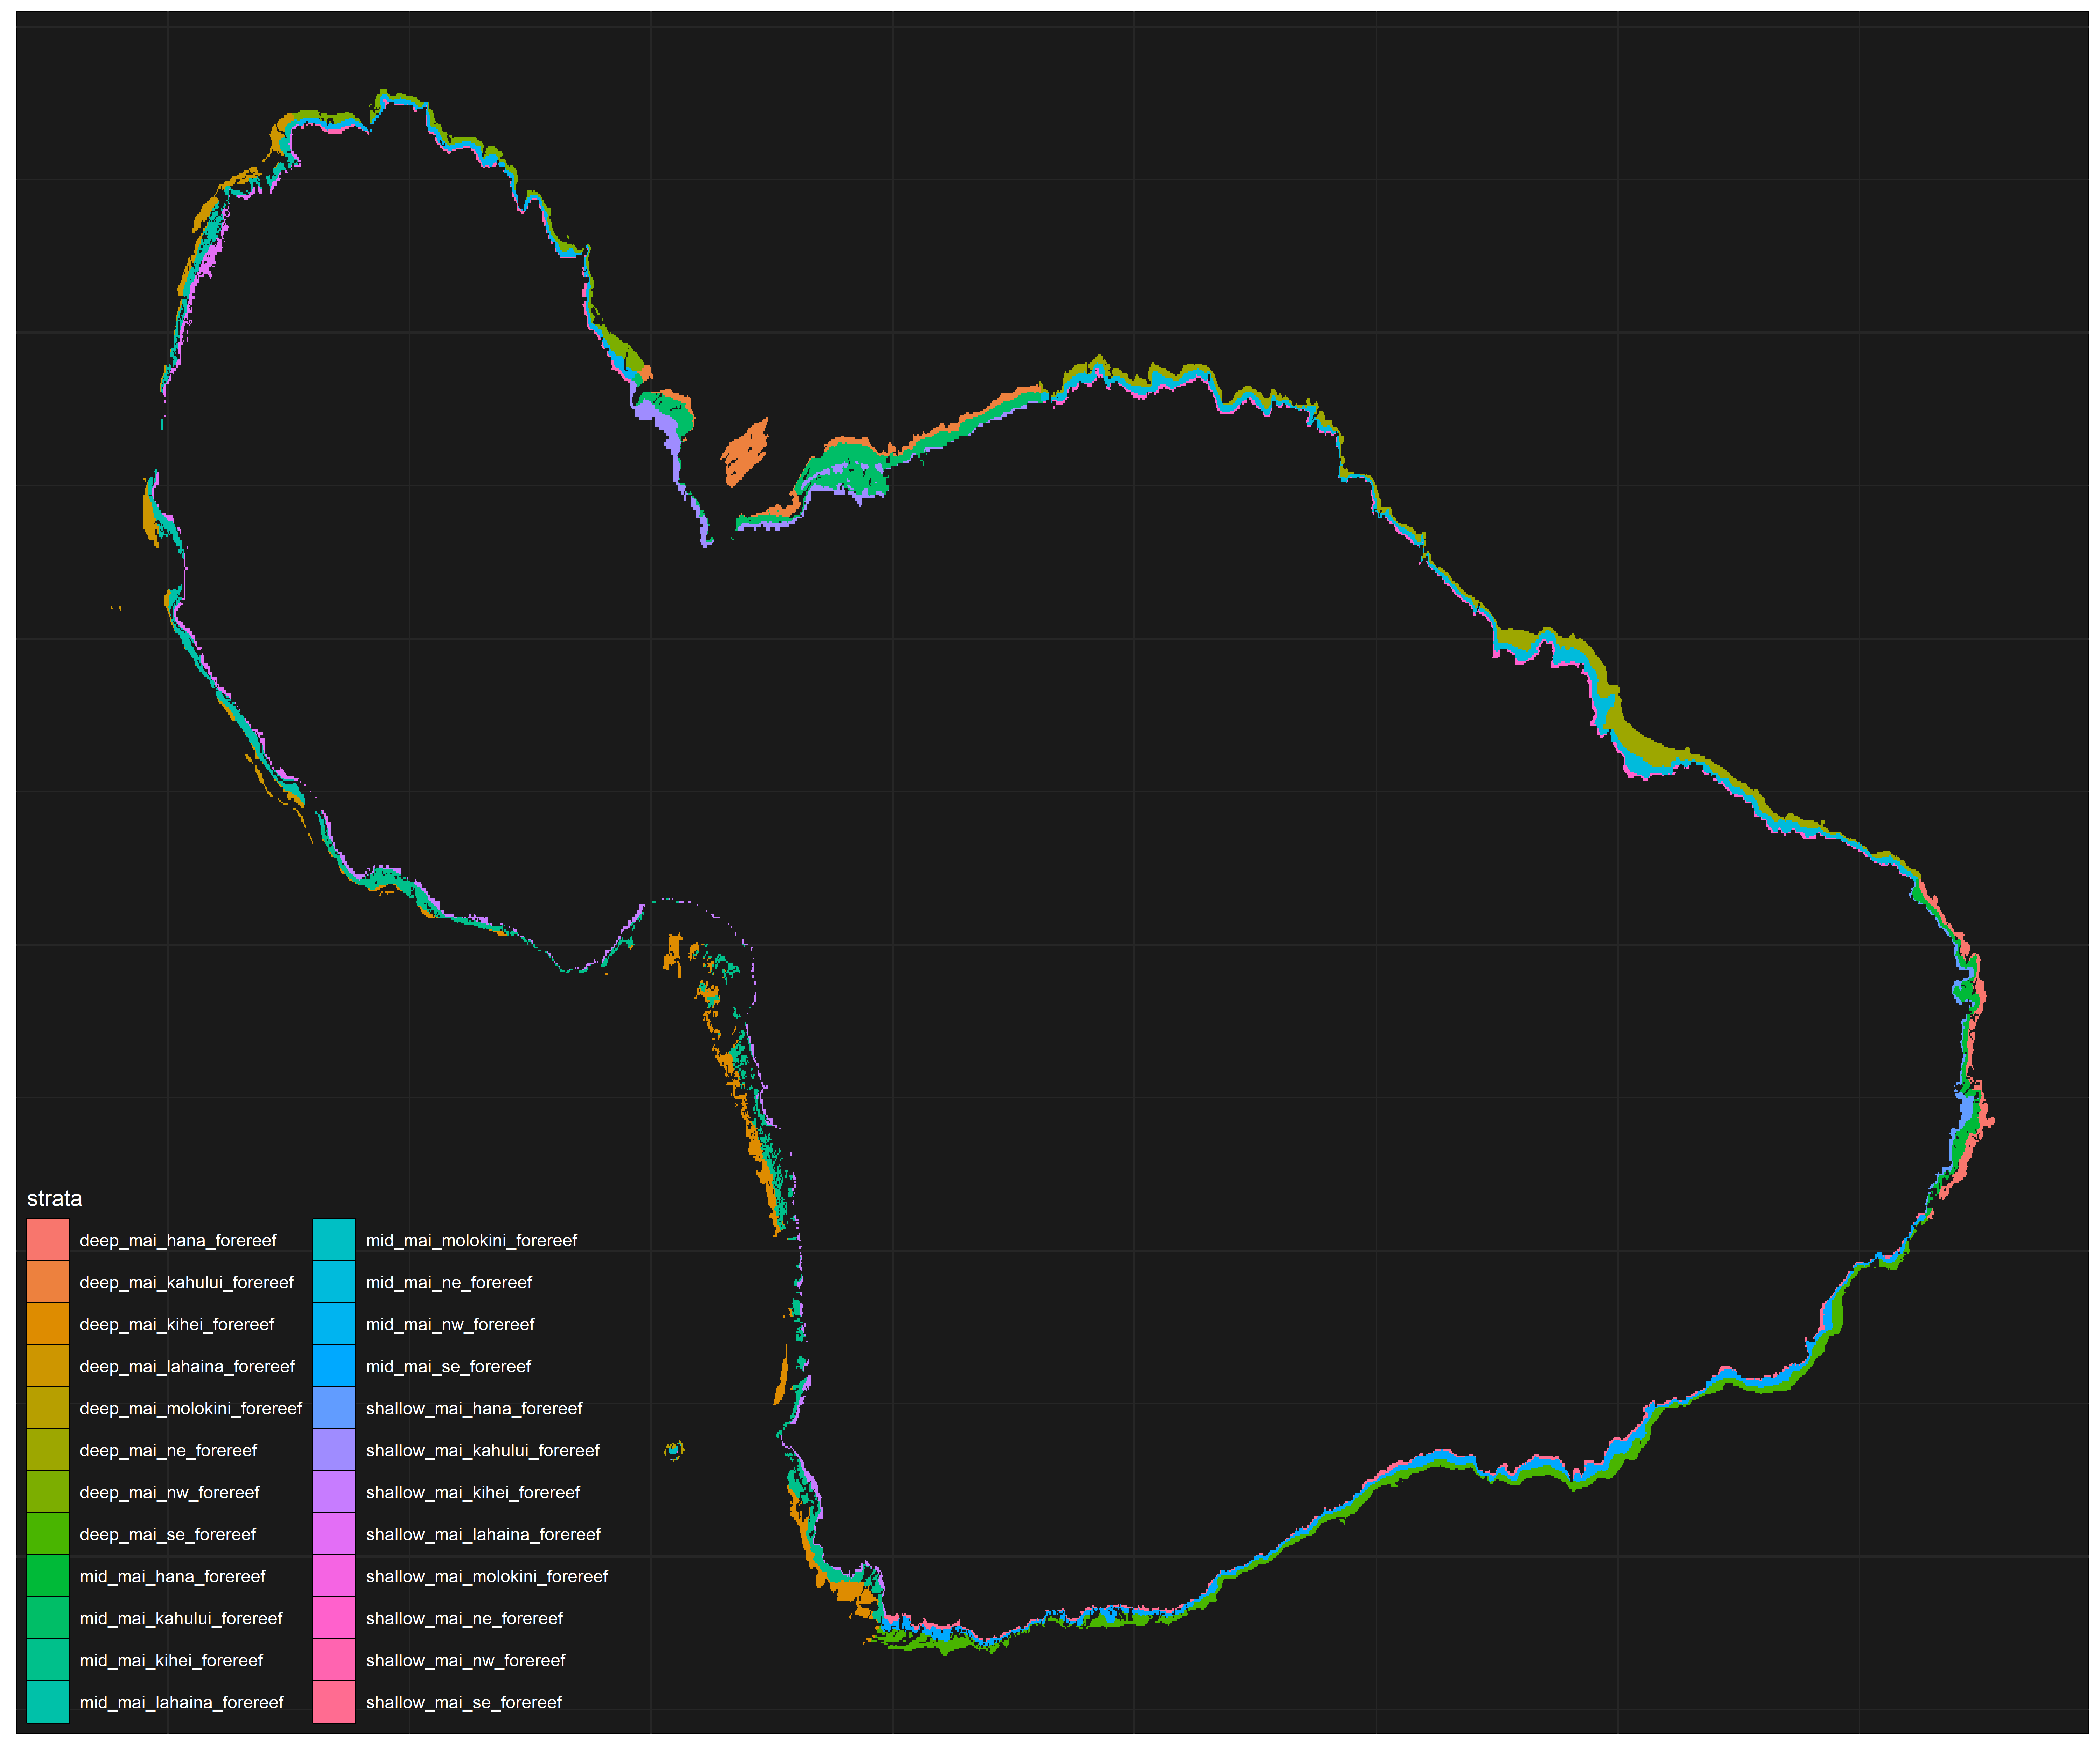 strata
deep_mai_hana_forereef
deep_mai_kahului_forereef
deep_mai_kihei_forereef
deep_mai_lahaina_forereef
deep_mai_molokini_forereef
deep_mai_ne_forereef
deep_mai_nw_forereef
deep_mai_se_forereef
mid_mai_hana_forereef
mid_mai_kahului_forereef
mid_mai_kihei_forereef
mid_mai_lahaina_forereef
mid_mai_molokini_forereef
mid_mai_ne_forereef
mid_mai_nw_forereef
mid_mai_se_forereef
shallow_mai_hana_forereef
shallow_mai_kahului_forereef
shallow_mai_kihei_forereef
shallow_mai_lahaina_forereef
shallow_mai_molokini_forereef
shallow_mai_ne_forereef
shallow_mai_nw_forereef
shallow_mai_se_forereef